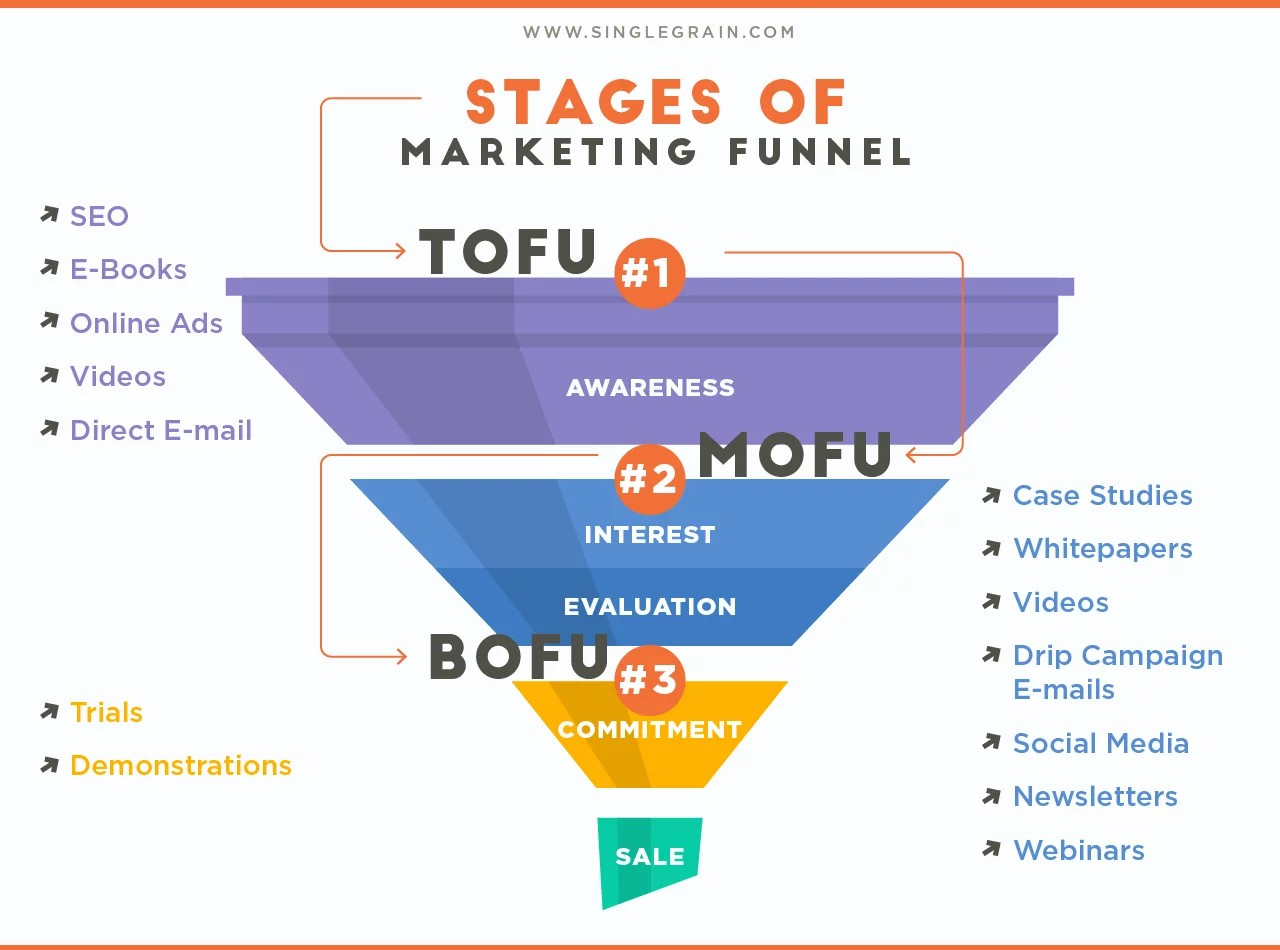 WWW.SINGLEGRAIN.COM
STAGES OF
MARKETING FUNNEL
TOFU #1
SEO
E-Books
Online Ads
Videos
Direct E-mail
AWARENESS
MOFU
#2
INTEREST
EVALUATION
Case Studies
Whitepapers
Videos
Drip Campaign
E-mails
Social Media
Newsletters
Webinars
BOFU #3
COMMITMENT
Trials
Demonstrations
SALE